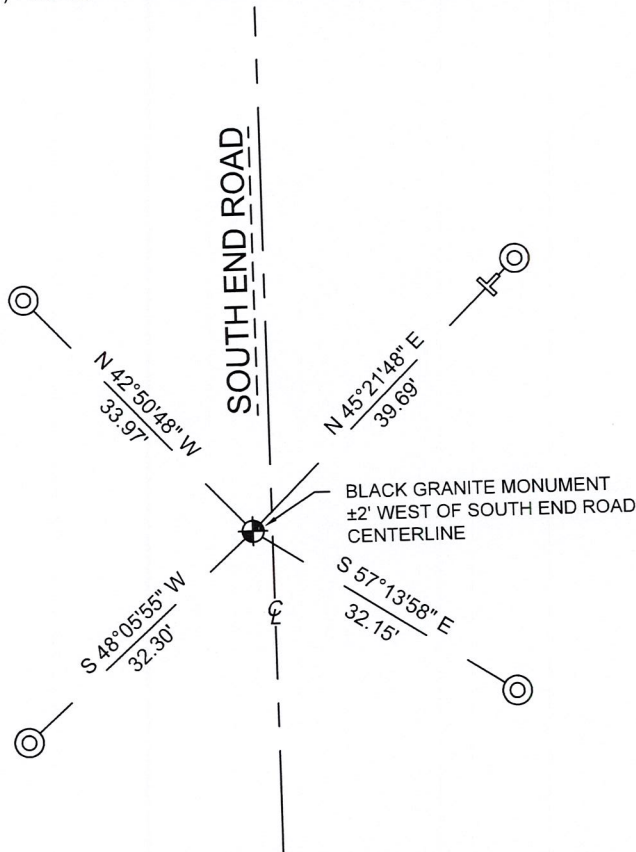 SOUTH END ROAD
N 42°50'48" W
33.97'
N 45°21'48" E
39.69'
BLACK GRANITE MONUMENT
±2' WEST OF SOUTH END ROAD
CENTERLINE
S 57°13'58" E
32.15'
S 48°05'55" W
32.30'
℄